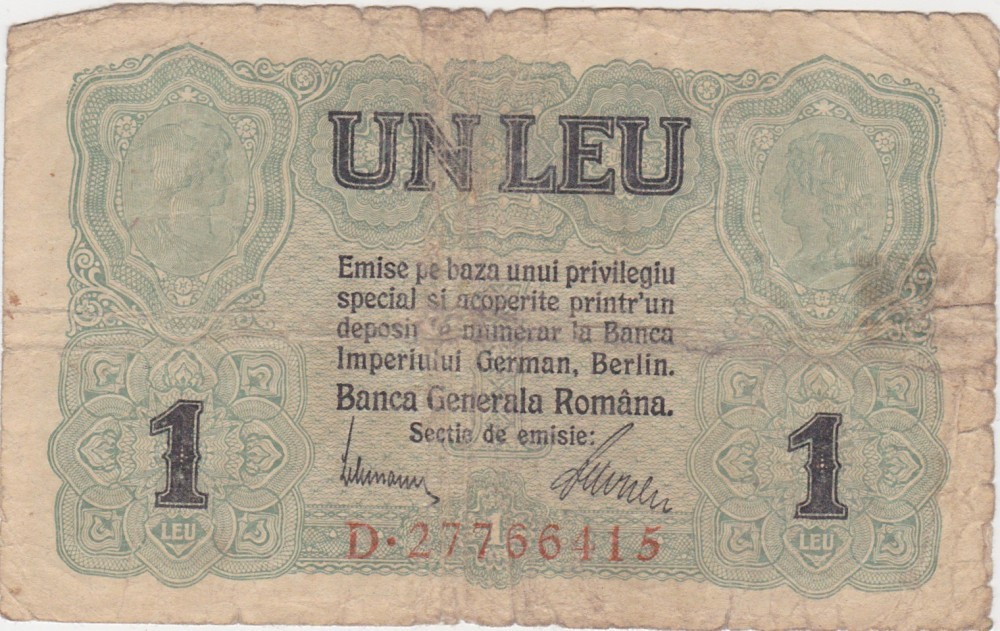 UN LEU
Emise pe baza unui privilegiu
special si acoperite printr'un
deposit de numerar la Banca
Imperiului German, Berlin.
Banca Generala Româna.
Sectia de emisie:
1
1
LEU
1
LEU
D·27766415